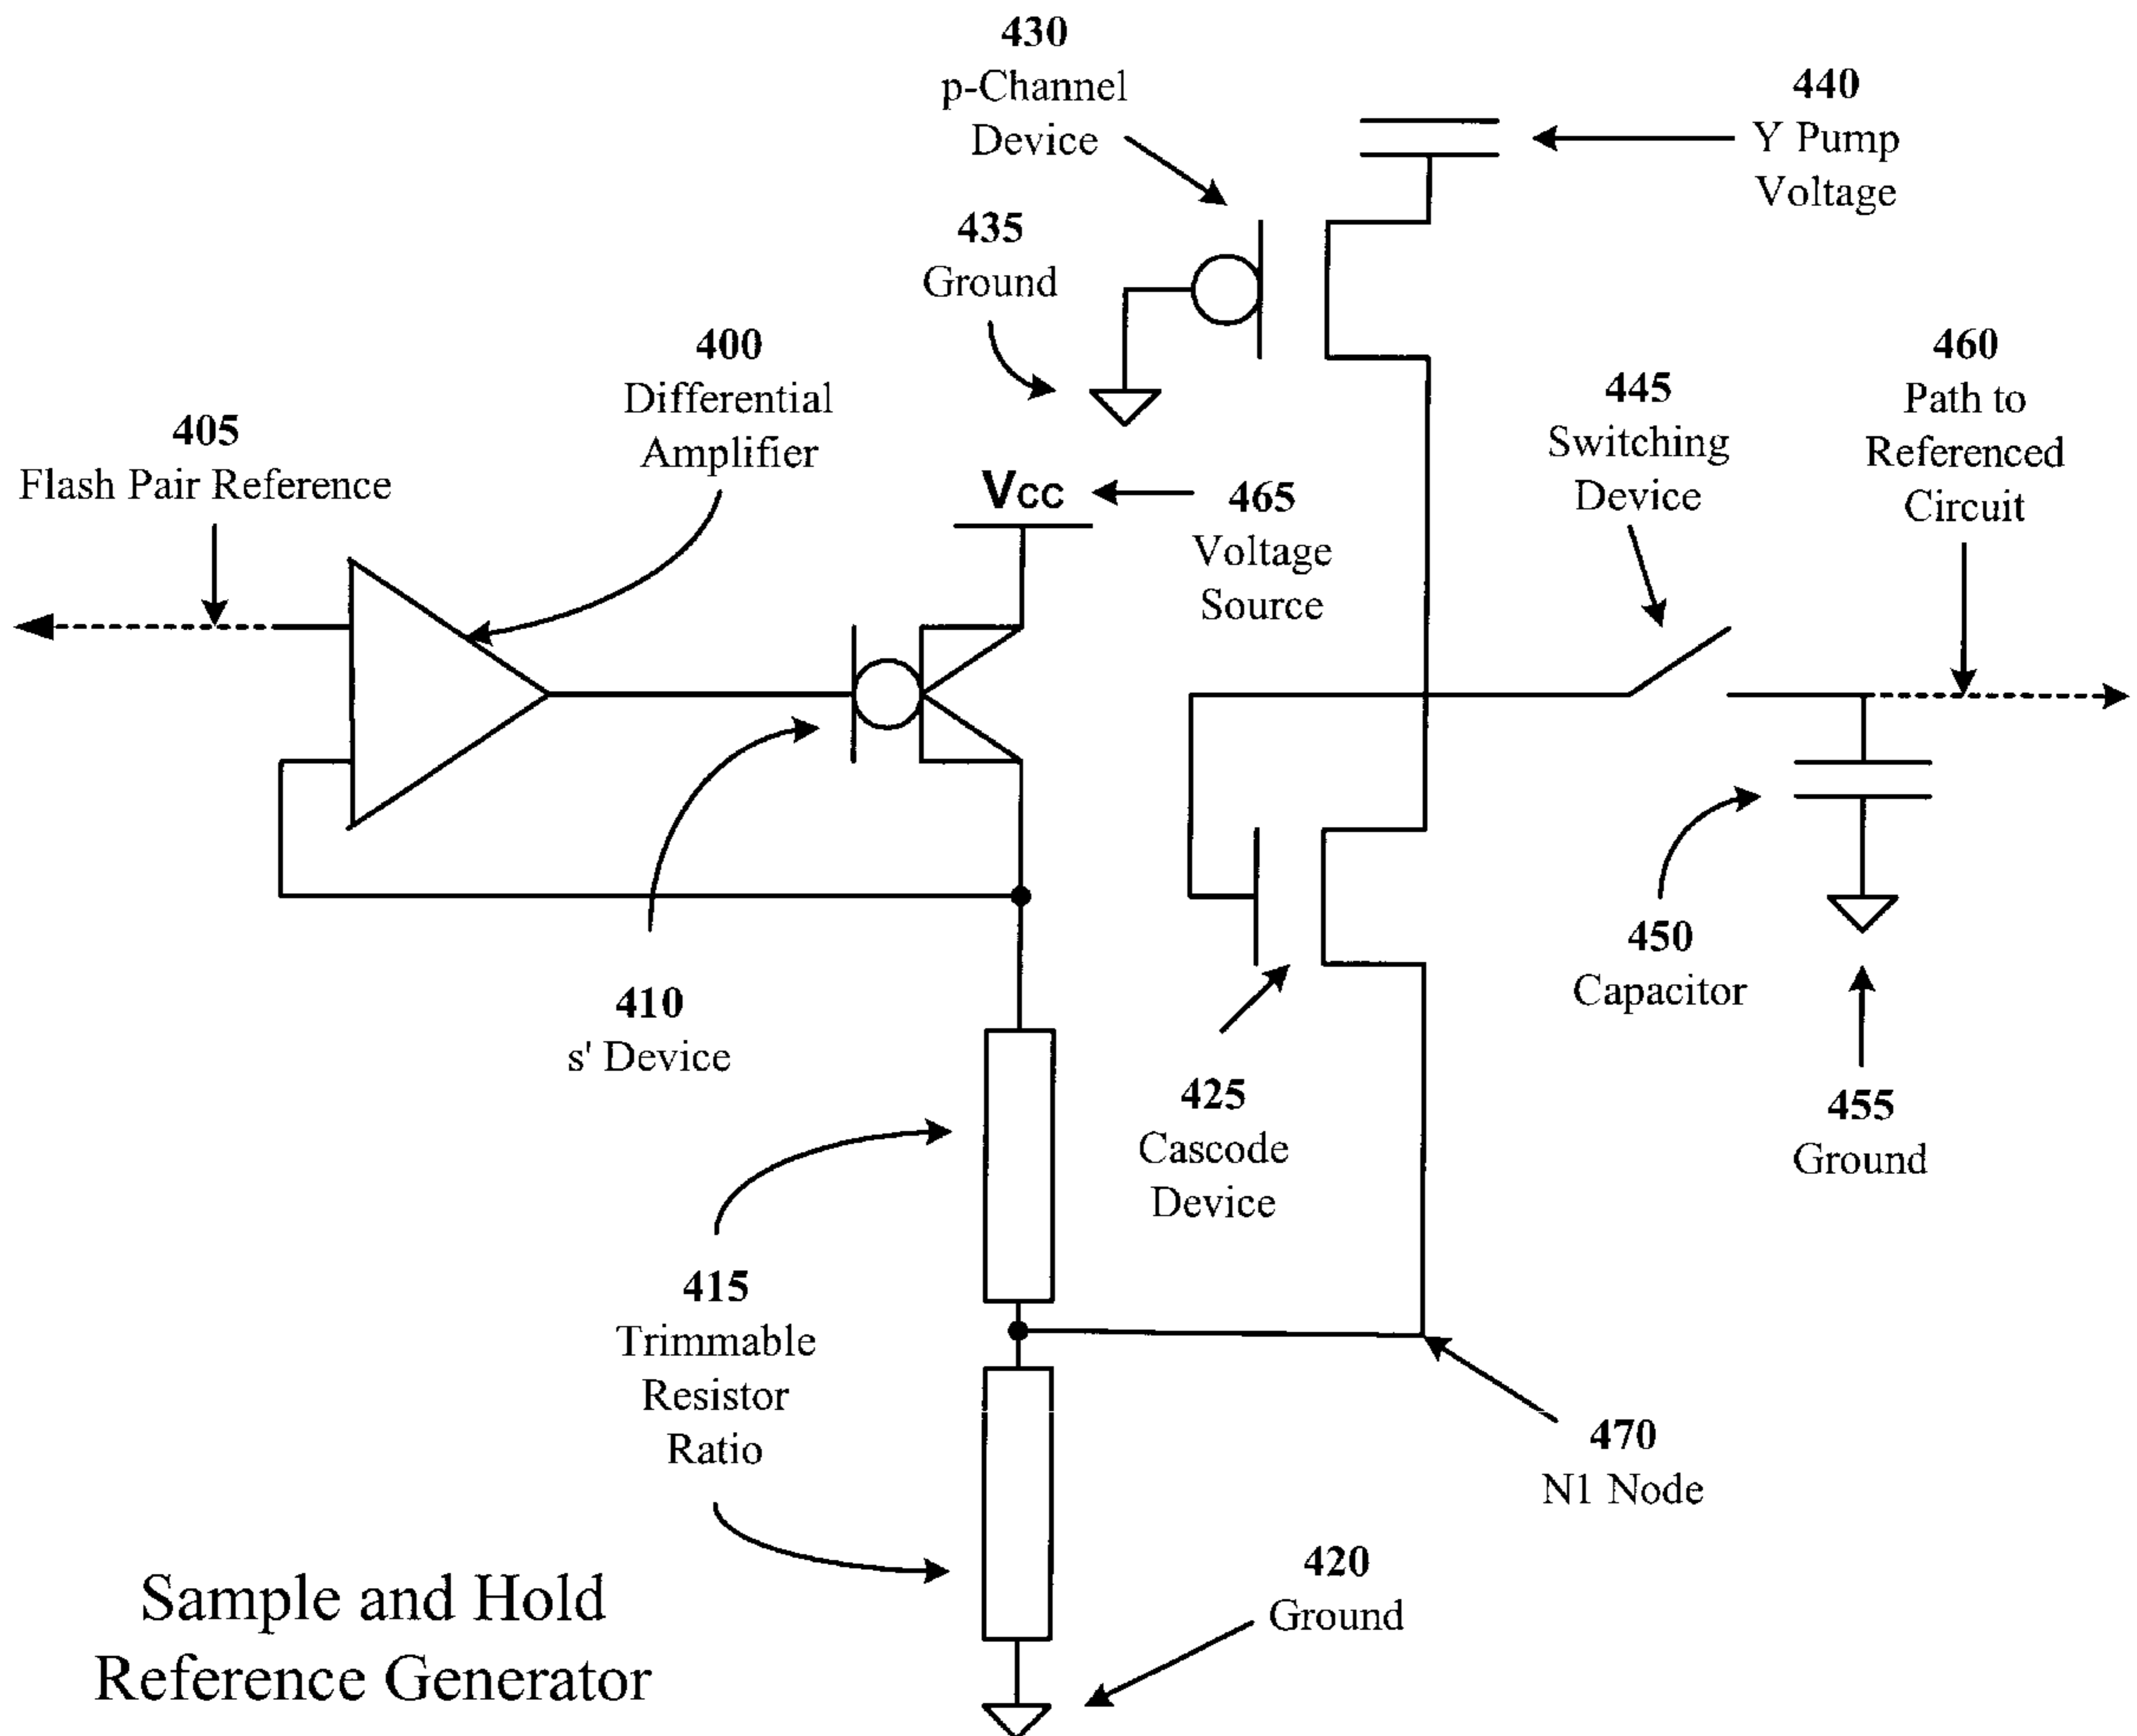 430
p-Channel
Device
440
Y Pump
Voltage
435
Ground
400
Differential
Amplifier
405
Flash Pair Reference
Vcc
465
Voltage
Source
445
Switching
Device
460
Path to
Referenced
Circuit
410
s' Device
450
Capacitor
425
Cascode
Device
455
Ground
415
Trimmable
Resistor
Ratio
470
N1 Node
420
Ground
Sample and Hold
Reference Generator